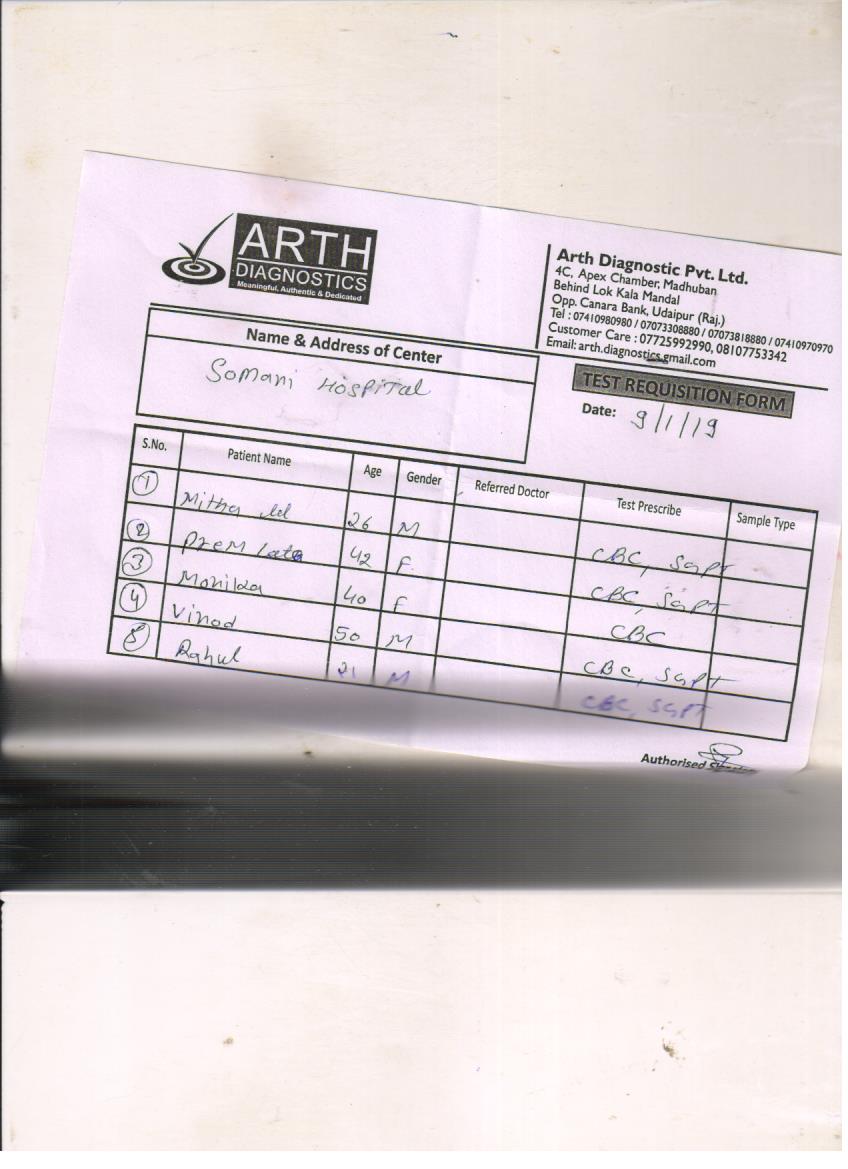 ARTH
DIAGNOSTICS
Meaningful, Authentic & Dedicated
Arth Diagnostic Pvt. Ltd.
4C, Apex Chamber, Madhuban
Behind Lok Kala Mandal
Opp. Canara Bank, Udaipur (Raj.)
Tel : 07410980980 / 07073308880 / 07073818880 / 07410970970
Customer Care : 07725992990, 08107753342
Email: arth.diagnostics.gmail.com
Name & Address of Center
Somani Hospital
TEST REQUISITION FORM
Date: 9/1/19
S.No. Patient Name Age Gender Referred Doctor Test Prescribe Sample Type
1 Mitha lal 26 M CBC, SGPT
2 Prem lata 42 F CBC, SGPT
3 Monika 40 F CBC
4 Vinod 50 M CBC, SGPT
5 Rahul 21 M CBC, SGPT
Authorised